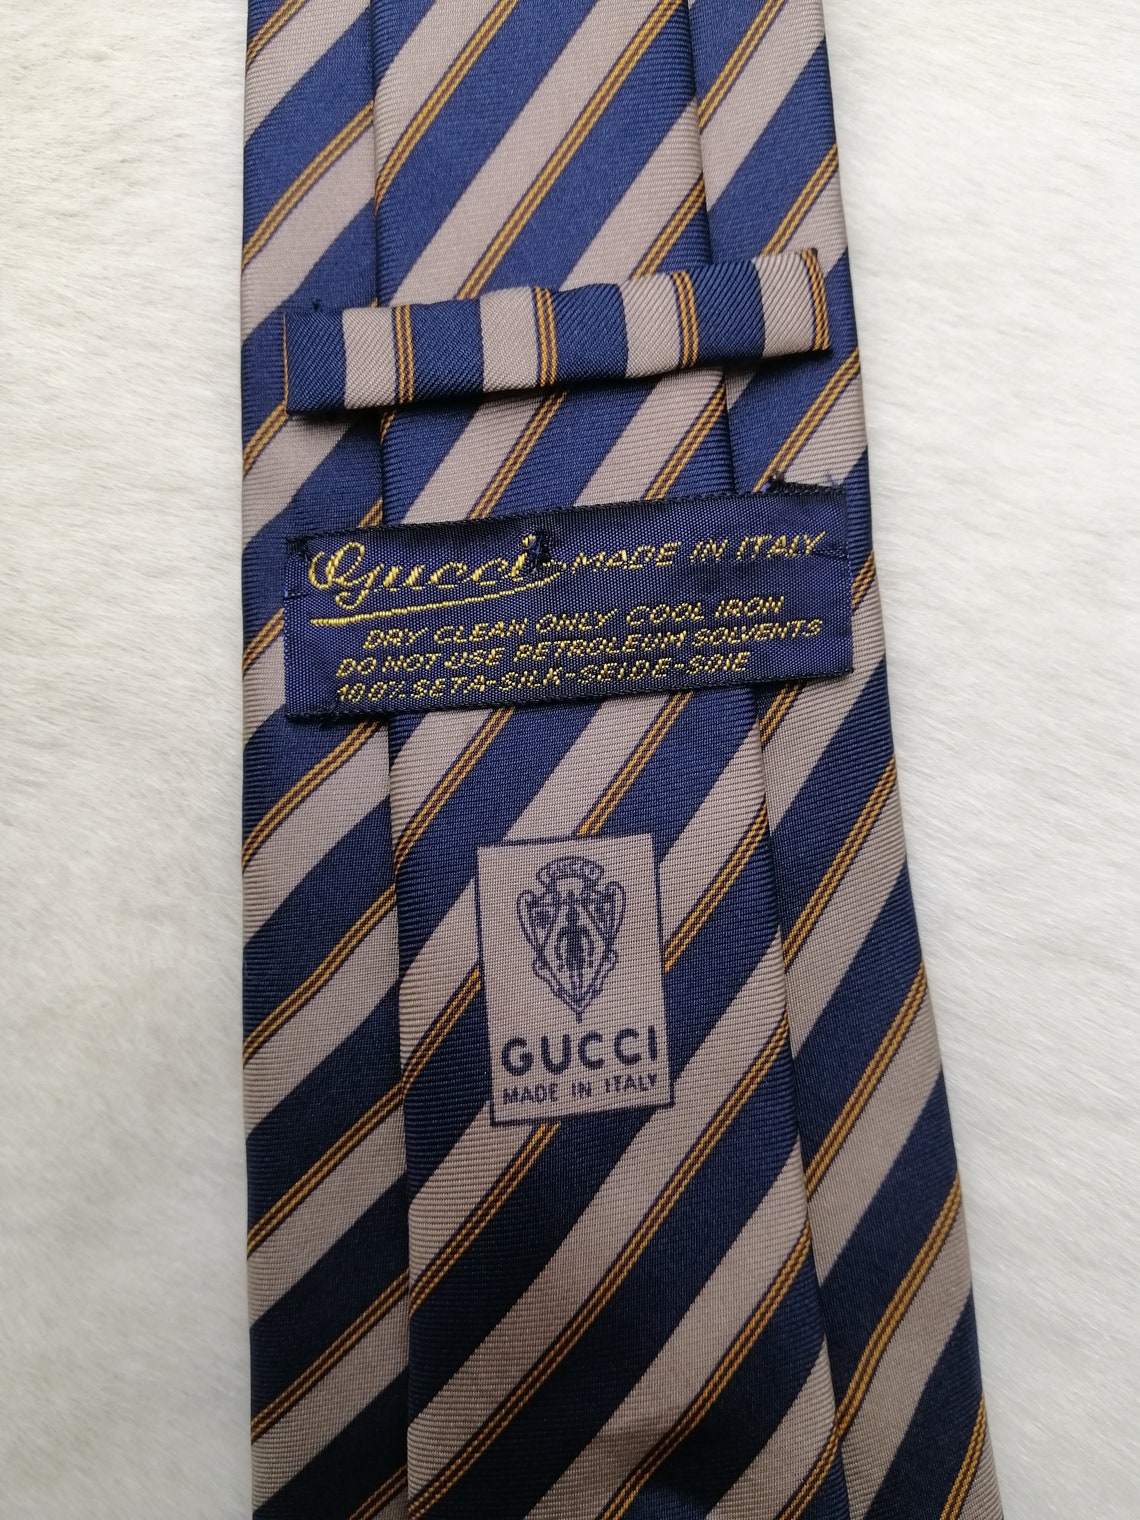 Gucci MADE IN ITALY
DRY CLEAN ONLY COOL IRON
DO NOT USE PETROLEUM SOLVENTS
100% SETA-SILK-SEIDE-SOIE
GUCCI
GUCCI
MADE IN ITALY